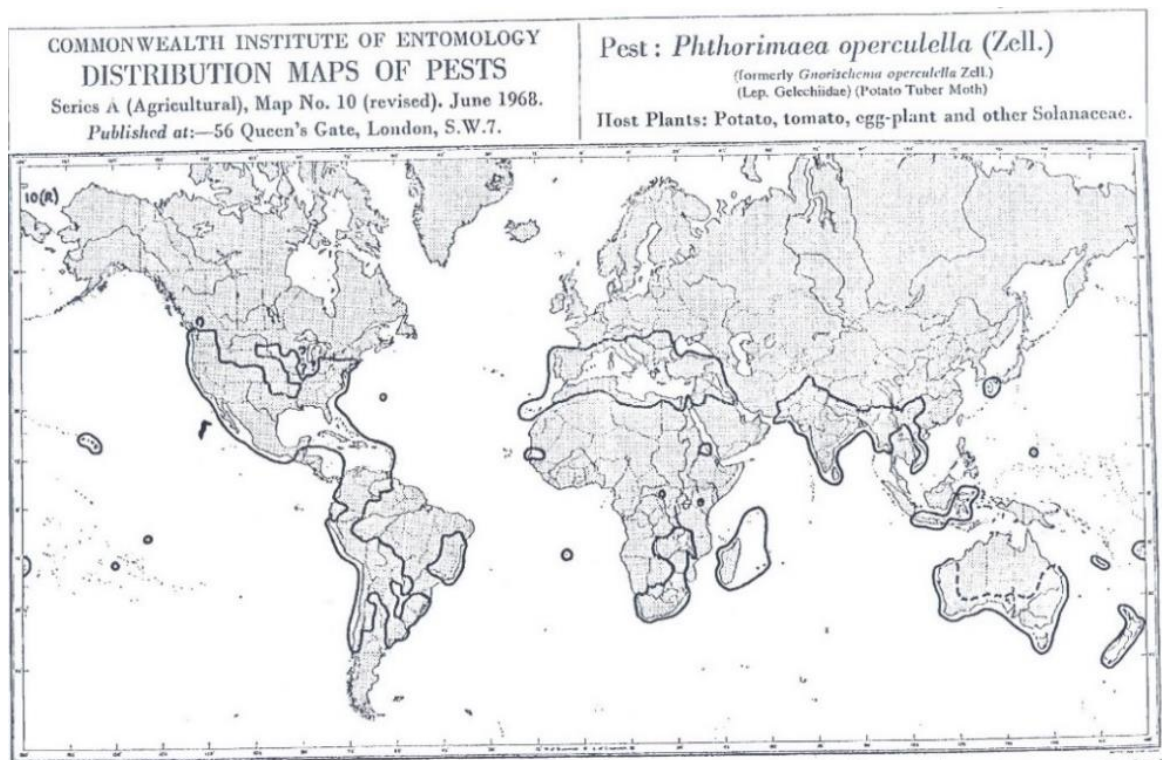 COMMONWEALTH INSTITUTE OF ENTOMOLOGY
DISTRIBUTION MAPS OF PESTS
Series A (Agricultural), Map No. 10 (revised). June 1968.
Published at:—56 Queen's Gate, London, S.W.7.
Pest : Phthorimaea operculella (Zell.)
(formerly Gnorischema operculella Zell.)
(Lep. Gelechiidae) (Potato Tuber Moth)
Host Plants: Potato, tomato, egg-plant and other Solanaceae.
10(R)